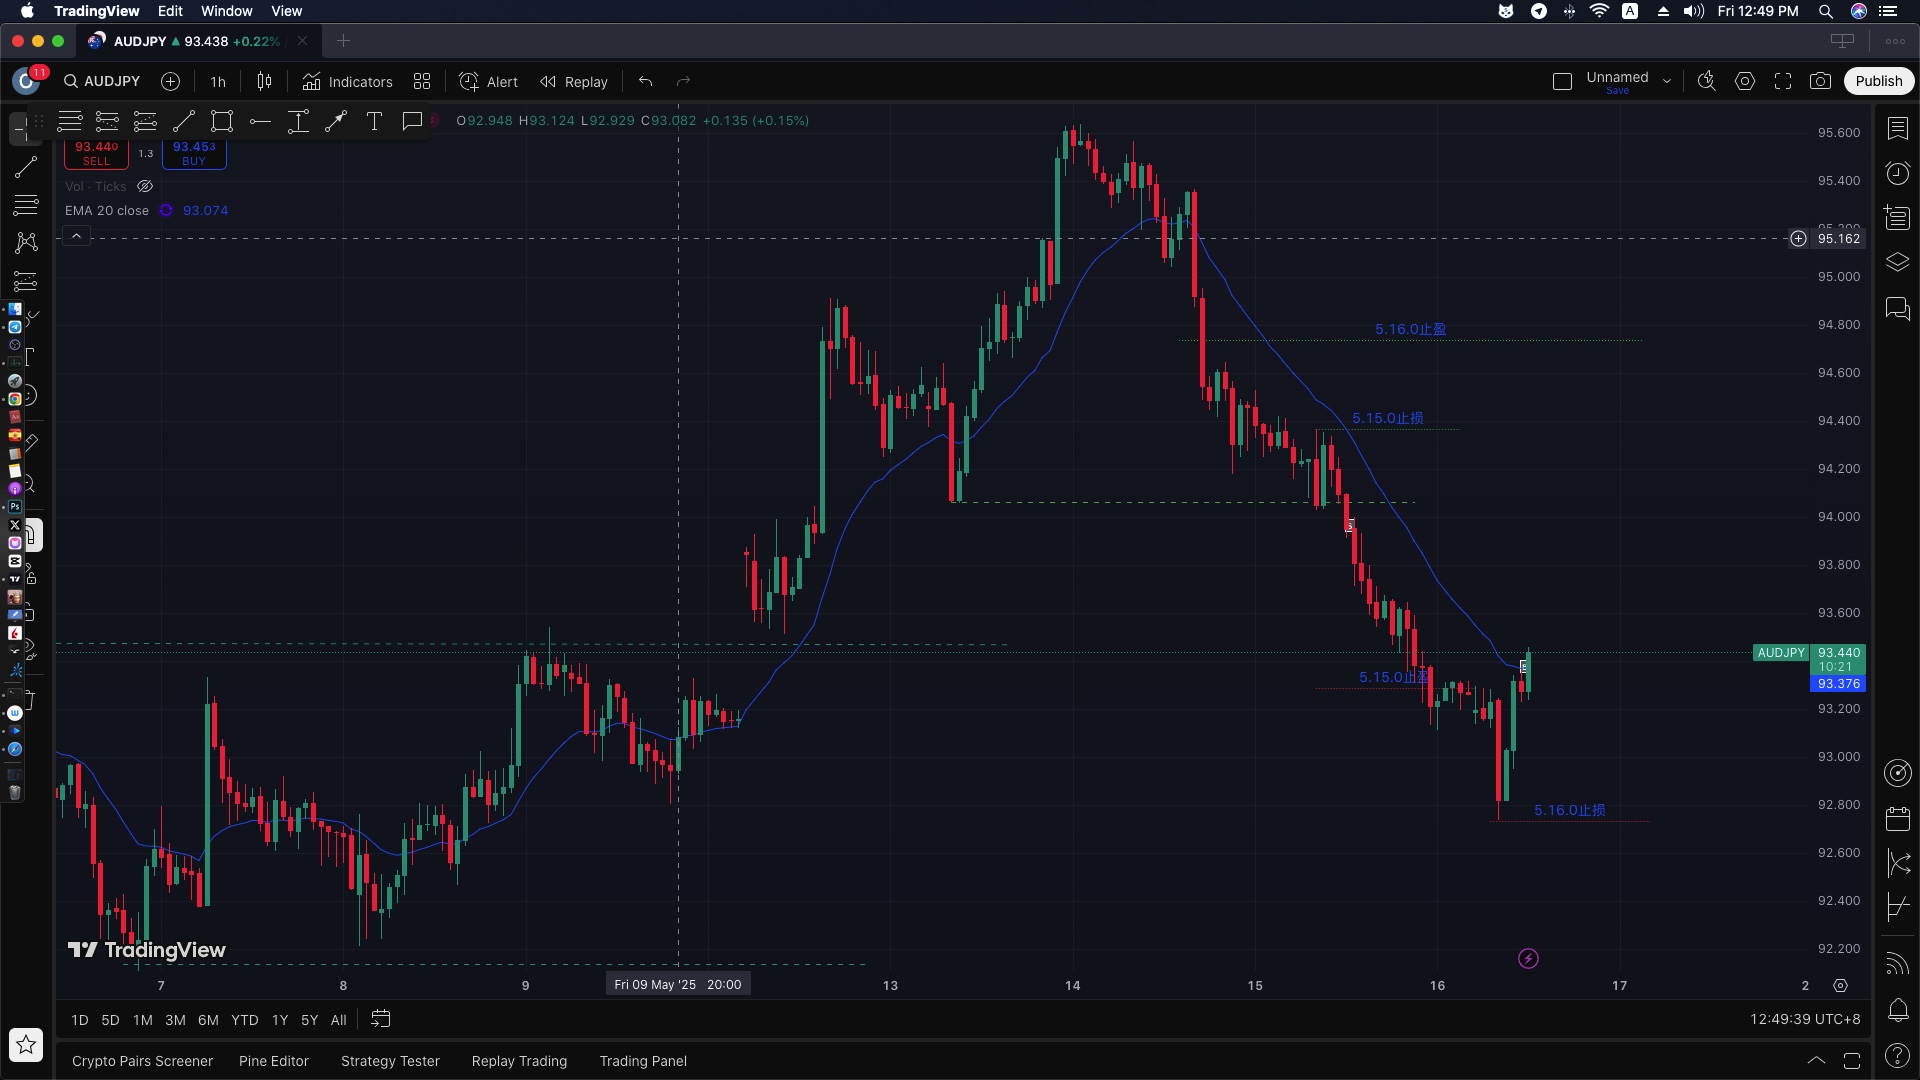 TradingView Edit Window View
A
Fri 12:49 PM
AUDJPY 93.438 +0.22%
O 11
AUDJPY
1h
Indicators
Alert
Replay
Unnamed
Save
Publish
T
O92.948 H93.124 L92.929 C93.082 +0.135 (+0.15%)
93.440
SELL
1.3
93.453
BUY
Vol · Ticks
EMA 20 close 93.074
95.600
95.400
95.162
95.000
5.16.0止盈
94.800
94.600
5.15.0止损
94.400
94.200
94.000
93.800
93.600
AUDJPY 93.440
10:21
5.15.0止盈
93.376
93.200
93.000
5.16.0止损
92.800
92.600
92.400
TradingView
92.200
7 8 9 Fri 09 May '25 20:00 13 14 15 16 17 2
1D 5D 1M 3M 6M YTD 1Y 5Y All
12:49:39 UTC+8
Crypto Pairs Screener Pine Editor Strategy Tester Replay Trading Trading Panel